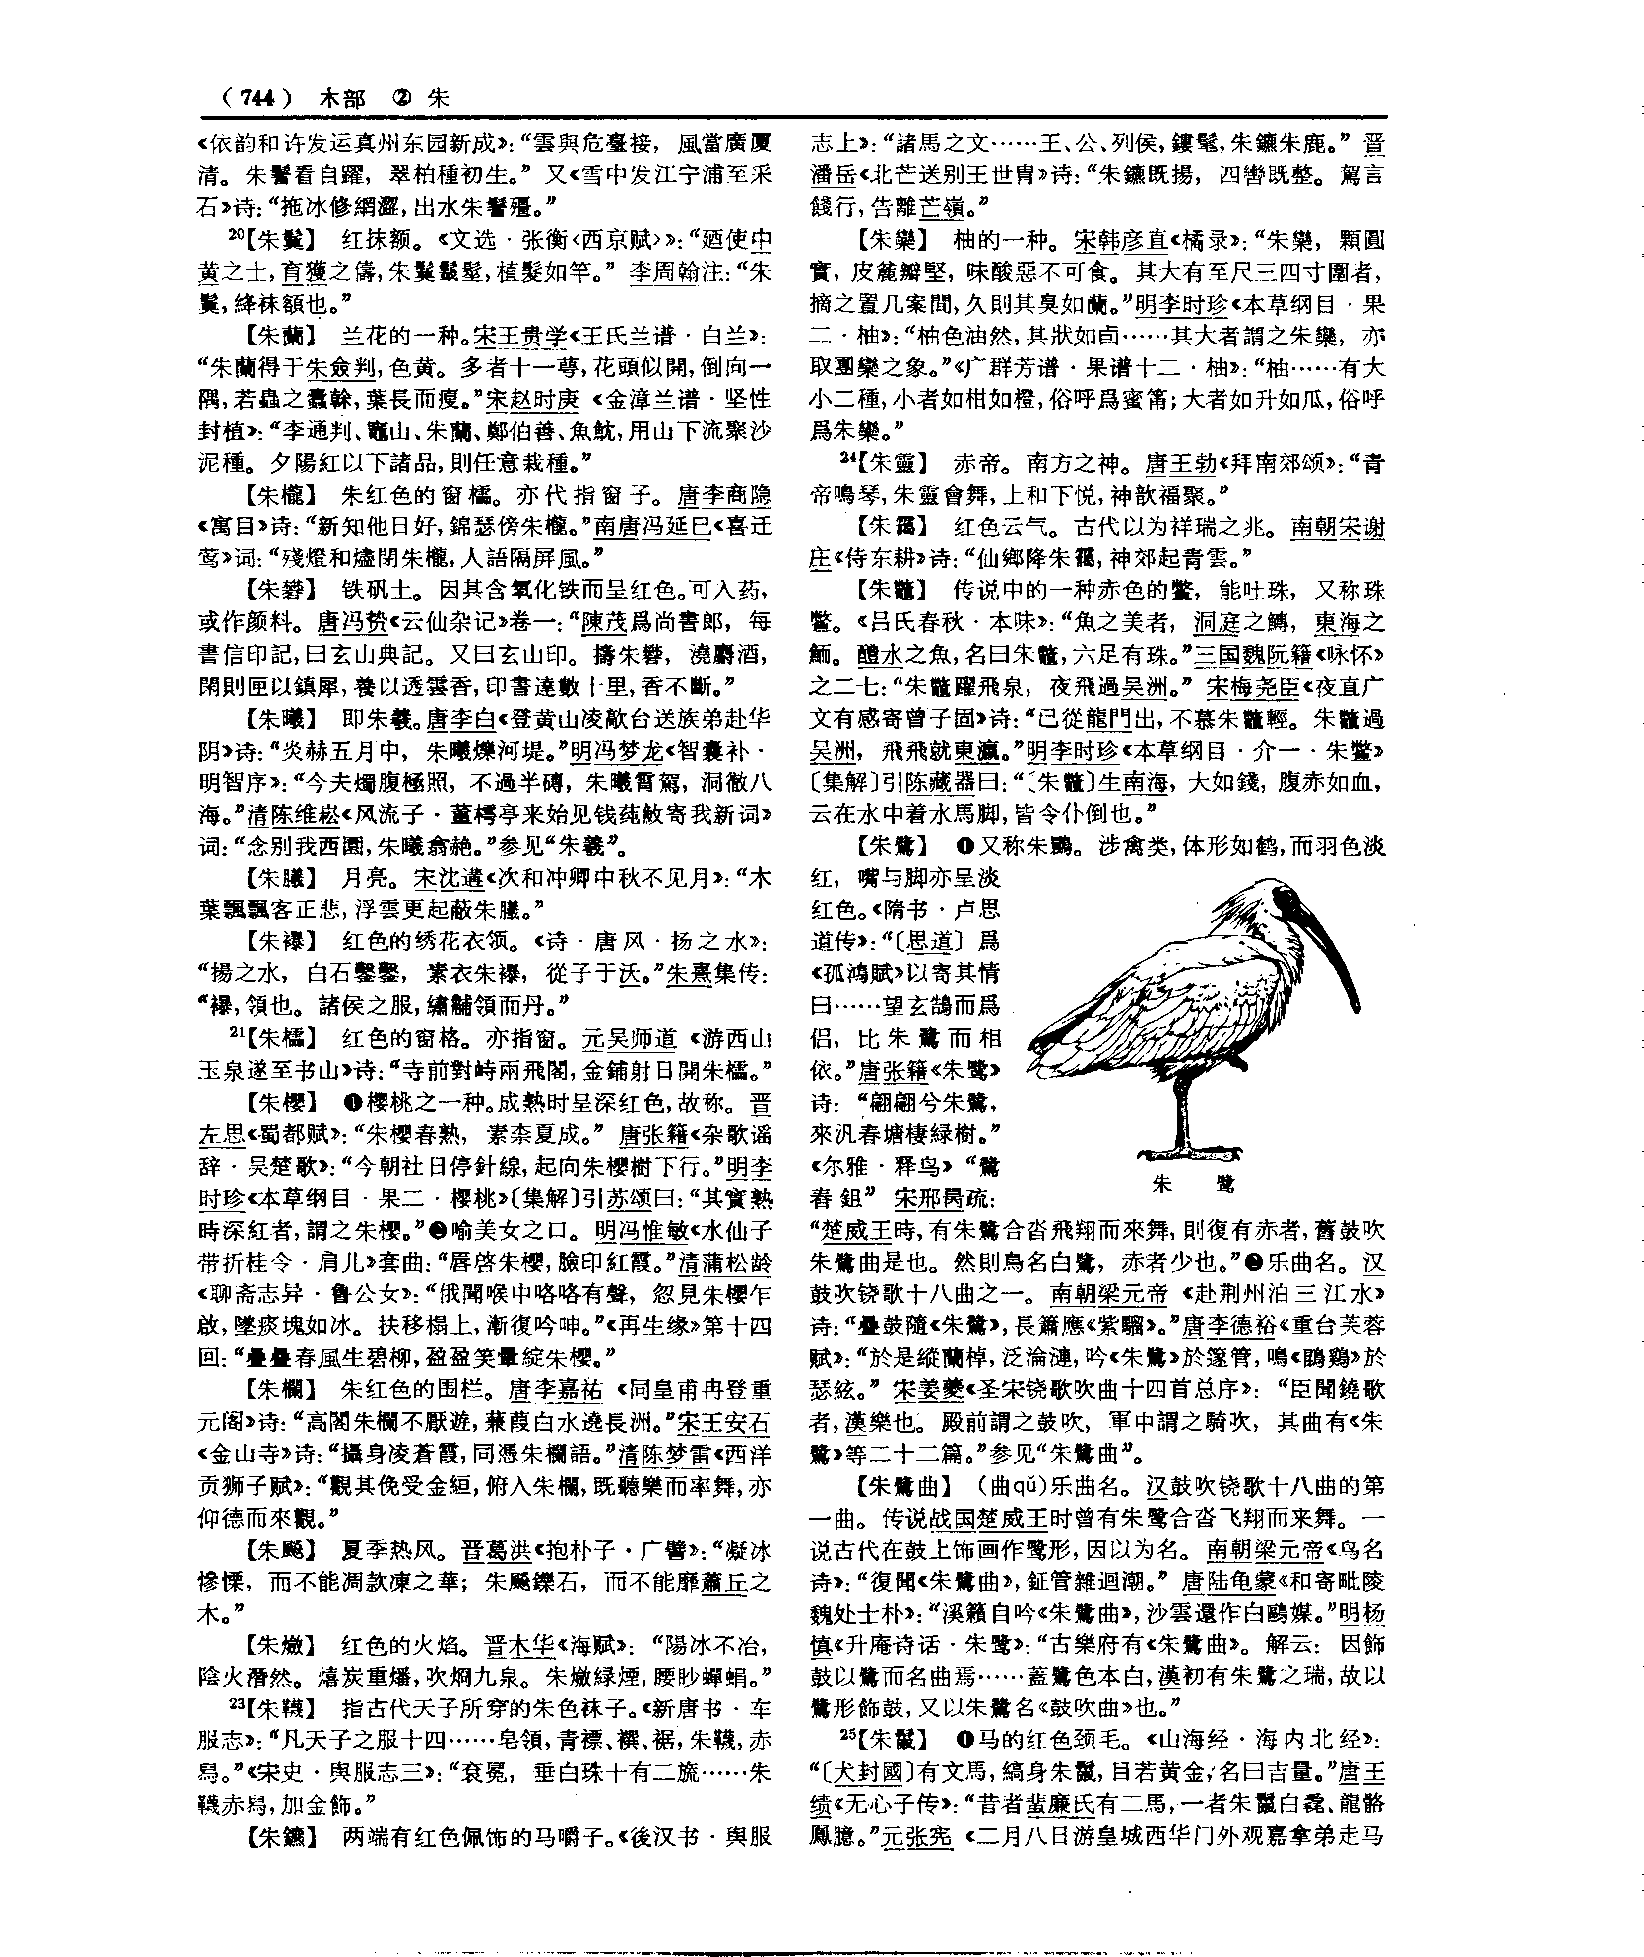 （744） 木部 ② 朱
《依韵和许发运真州东园新成》：“雲與危臺接，風當廣厦
清。朱鬐看自躍，翠柏種初生。”又《雪中发江宁浦至采
石》诗：“拖冰修網澀，出水朱鬐殭。”
20【朱鬕】 红抹额。《文选·张衡〈西京赋〉》：“迺使中
黄之士，育獲之儔，朱鬕髽髽，植髮如竿。”李周翰注：“朱
鬕，絳袜額也。”
【朱蘭】 兰花的一种。宋王贵学《王氏兰谱·白兰》：
“朱蘭得于朱僉判，色黄。多者十一萼，花頭似開，倒向一
隅，若蟲之蠹幹，葉長而瘦。”宋赵时庚《金漳兰谱·坚性
封植》：“李通判、竈山、朱蘭、鄭伯善、魚魫，用山下流聚沙
泥種。夕陽紅以下諸品，則任意栽種。”
【朱櫳】 朱红色的窗櫺。亦代指窗子。唐李商隐
《寓目》诗：“新知他日好，錦瑟傍朱櫳。”南唐冯延巳《喜迁
莺》词：“殘燈和燼閉朱櫳，人語隔屏風。”
【朱礬】 铁矾土。因其含氧化铁而呈红色。可入药，
或作颜料。唐冯贽《云仙杂记》卷一：“陳茂爲尚書郎，每
書信印記，曰玄山典記。又曰玄山印。擣朱礬，澆麝酒，
閑則匣以鎮犀，養以透雲香，印書達數十里，香不斷。”
【朱曦】 即朱羲。唐李白《登黄山凌歊台送族弟赴华
阴》诗：“炎赫五月中，朱曦爍河堤。”明冯梦龙《智囊补·
明智序》：“今夫燭腹極照，不過半磚，朱曦霄駕，洞徹八
海。”清陈维崧《风流子·董樗亭来始见钱莼敝寄我新词》
词：“念别我西園，朱曦翕赩。”参见“朱羲”。
【朱䑂】 月亮。宋沈遘《次和冲卿中秋不见月》：“木
葉飄飄客正悲，浮雲更起蔽朱䑂。”
【朱襮】 红色的绣花衣领。《诗·唐风·扬之水》：
“揚之水，白石鑿鑿，素衣朱襮，從子于沃。”朱熹集传：
“襮，領也。諸侯之服，繡黼領而丹。”
21【朱櫺】 红色的窗格。亦指窗。元吴师道《游西山
玉泉遂至书山》诗：“寺前對峙兩飛閣，金鋪射日開朱櫺。”
【朱櫻】 ❶樱桃之一种。成熟时呈深红色，故称。晋
左思《蜀都赋》：“朱櫻春熟，素柰夏成。”唐张籍《杂歌谣
辞·吴楚歌》：“今朝社日停針線，起向朱櫻樹下行。”明李
时珍《本草纲目·果二·樱桃》〔集解〕引苏颂曰：“其實熟
時深紅者，謂之朱櫻。”❷喻美女之口。明冯惟敏《水仙子
带折桂令·肩儿》套曲：“唇啓朱櫻，臉印紅霞。”清蒲松龄
《聊斋志异·鲁公女》：“俄聞喉中咯咯有聲，忽見朱櫻乍
啟，墜痰塊如冰。扶移榻上，漸復吟呻。”《再生缘》第十四
回：“疊疊春風生碧柳，盈盈笑暈綻朱櫻。”
【朱欄】 朱红色的围栏。唐李嘉祐《同皇甫冉登重
元阁》诗：“高閣朱欄不厭遊，蒹葭白水遶長洲。”宋王安石
《金山寺》诗：“攝身凌蒼霞，同憑朱欄語。”清陈梦雷《西洋
贡狮子赋》：“觀其俛受金絙，俯入朱欄，既聽樂而率舞，亦
仰德而來觀。”
【朱飈】 夏季热风。晋葛洪《抱朴子·广譬》：“凝冰
慘慄，而不能凋款凍之華；朱飈鑠石，而不能靡蕭丘之
木。”
【朱燩】 红色的火焰。晋木华《海赋》：“陽冰不冶，
陰火潛然。熺炭重燔，吹烱九泉。朱燩緑煙，腰眇蟬蜎。”
23【朱韈】 指古代天子所穿的朱色袜子。《新唐书·车
服志》：“凡天子之服十四……皂領，青褾、襈、裾，朱韈，赤
舄。”《宋史·舆服志三》：“衮冕，垂白珠十有二旒……朱
韈赤舄，加金飾。”
【朱鑣】 两端有红色佩饰的马嚼子。《後汉书·舆服
志上》：“諸馬之文……王、公、列侯，鏤鍚，朱鑣朱鹿。”晋
潘岳《北芒送别王世胄》诗：“朱鑣既揚，四轡既整。駕言
餞行，告離芒嶺。”
【朱欒】 柚的一种。宋韩彦直《橘录》：“朱欒，顆圓
實，皮麄瓣堅，味酸惡不可食。其大有至尺三四寸圍者，
摘之置几案間，久則其臭如蘭。”明李时珍《本草纲目·果
二·柚》：“柚色油然，其狀如卣……其大者謂之朱欒，亦
取團欒之象。”《广群芳谱·果谱十二·柚》：“柚……有大
小二種，小者如柑如橙，俗呼爲蜜筩；大者如升如瓜，俗呼
爲朱欒。”
24【朱靈】 赤帝。南方之神。唐王勃《拜南郊颂》：“青
帝鳴琴，朱靈會舞，上和下悦，神歆福聚。”
【朱靄】 红色云气。古代以为祥瑞之兆。南朝宋谢
庄《侍东耕》诗：“仙鄉降朱靄，神郊起青雲。”
【朱鼈】 传说中的一种赤色的鳖，能吐珠，又称珠
鳖。《吕氏春秋·本味》：“魚之美者，洞庭之鱄，東海之
鮞。醴水之魚，名曰朱鼈，六足有珠。”三国魏阮籍《咏怀》
之二七：“朱鼈躍飛泉，夜飛過吴洲。”宋梅尧臣《夜直广
文有感寄曾子固》诗：“已從龍門出，不慕朱鼈輕。朱鼈過
吴洲，飛飛就東瀛。”明李时珍《本草纲目·介一·朱鳖》
〔集解〕引陈藏器曰：“〔朱鼈〕生南海，大如錢，腹赤如血，
云在水中着水馬脚，皆令仆倒也。”
【朱鷺】 ❶又称朱鹮。涉禽类，体形如鹤，而羽色淡
红，嘴与脚亦呈淡
红色。《隋书·卢思
道传》：“〔思道〕爲
《孤鴻賦》以寄其情
曰……望玄鵠而爲
侣，比朱鷺而相
依。”唐张籍《朱鹭》
诗：“翩翩兮朱鷺，
來汎春塘棲緑樹。”
《尔雅·释鸟》“鷺
舂鉏”宋邢昺疏：
朱 鹭
“楚威王時，有朱鷺合沓飛翔而來舞，則復有赤者，舊鼓吹
朱鷺曲是也。然則鳥名白鷺，赤者少也。”❷乐曲名。汉
鼓吹铙歌十八曲之一。南朝梁元帝《赴荆州泊三江水》
诗：“疊鼓隨《朱鷺》，長簫應《紫騮》。”唐李德裕《重台芙蓉
赋》：“於是縱蘭棹，泛淪漣，吟《朱鷺》於篴管，鳴《鵾鷄》於
瑟絃。”宋姜夔《圣宋铙歌吹曲十四首总序》：“臣聞鐃歌
者，漢樂也。殿前謂之鼓吹，軍中謂之騎吹，其曲有《朱
鷺》等二十二篇。”参见“朱鷺曲”。
【朱鷺曲】 （曲qǔ）乐曲名。汉鼓吹铙歌十八曲的第
一曲。传说战国楚威王时曾有朱鹭合沓飞翔而来舞。一
说古代在鼓上饰画作鹭形，因以为名。南朝梁元帝《鸟名
诗》：“復聞《朱鷺曲》，鉦管雜迴潮。”唐陆龟蒙《和寄毗陵
魏处士朴》：“溪籟自吟《朱鷺曲》，沙雲還作白鷗媒。”明杨
慎《升庵诗话·朱鹭》：“古樂府有《朱鷺曲》。解云：因飾
鼓以鷺而名曲焉……蓋鷺色本白，漢初有朱鷺之瑞，故以
鷺形飾鼓，又以朱鷺名《鼓吹曲》也。”
25【朱鬣】 ❶马的红色颈毛。《山海经·海内北经》：
“〔犬封國〕有文馬，縞身朱鬣，目若黄金，名曰吉量。”唐王
绩《无心子传》：“昔者蜚廉氏有二馬，一者朱鬣白毳、龍骼
鳳臆。”元张宪《二月八日游皇城西华门外观嘉拿弟走马